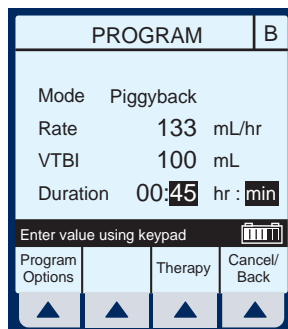 PROGRAM B
Mode Piggyback
Rate 133 mL/hr
VTBI 100 mL
Duration 00:45 hr : min
Enter value using keypad
Program Options
Therapy
Cancel/ Back